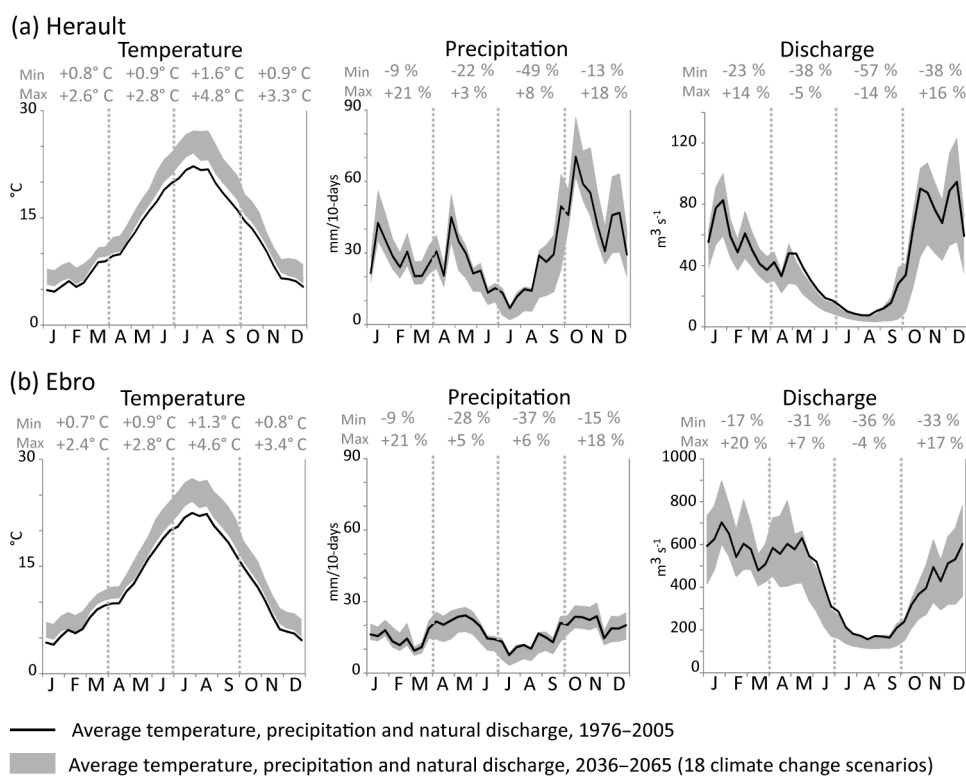 (a) Herault
Temperature Precipitation Discharge
Min +0.8° C +0.9° C +1.6° C +0.9° C Min -9 % -22 % -49 % -13 % Min -23 % -38 % -57 % -38 %
Max +2.6° C +2.8° C +4.8° C +3.3° C Max +21 % +3 % +8 % +18 % Max +14 % -5 % -14 % +16 %
30 90
120
60
°C 15 mm/10-days m³ s⁻¹ 80
30
40
0 0 0
J F M A M J J A S O N D J F M A M J J A S O N D J F M A M J J A S O N D
(b) Ebro
Temperature Precipitation Discharge
Min +0.7° C +0.9° C +1.3° C +0.8° C Min -9 % -28 % -37 % -15 % Min -17 % -31 % -36 % -33 %
Max +2.4° C +2.8° C +4.6° C +3.4° C Max +21 % +5 % +6 % +18 % Max +20 % +7 % -4 % +17 %
30 90 1000
800
60
°C 15 mm/10-days m³ s⁻¹ 600
400
30
200
0 0 0
J F M A M J J A S O N D J F M A M J J A S O N D J F M A M J J A S O N D
Average temperature, precipitation and natural discharge, 1976–2005
Average temperature, precipitation and natural discharge, 2036–2065 (18 climate change scenarios)